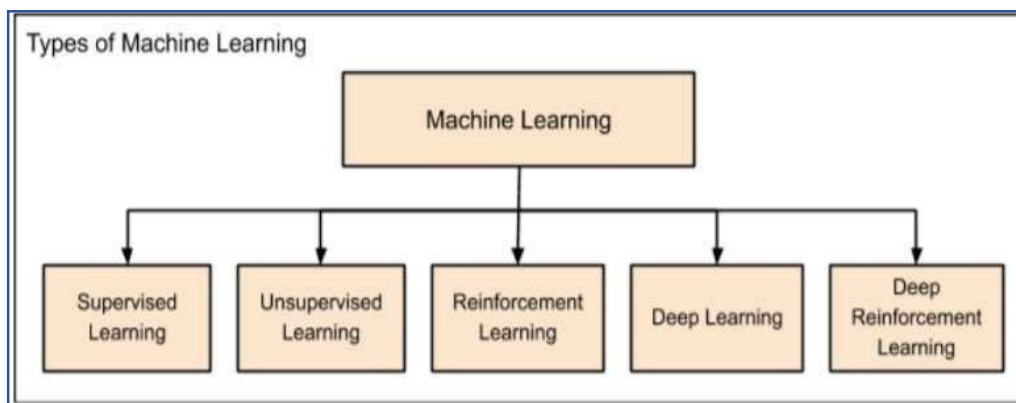 Types of Machine Learning
Machine Learning
Supervised
Learning
Unsupervised
Learning
Reinforcement
Learning
Deep Learning
Deep
Reinforcement
Learning